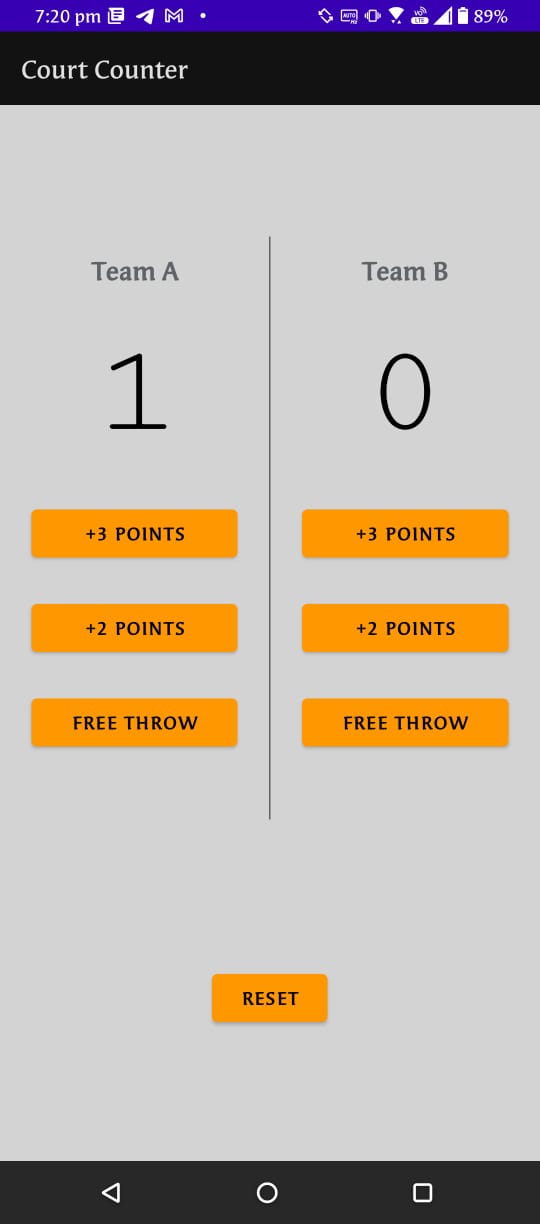 7:20 pm 89%
Court Counter
Team A Team B
1 0
+3 POINTS +3 POINTS
+2 POINTS +2 POINTS
FREE THROW FREE THROW
RESET